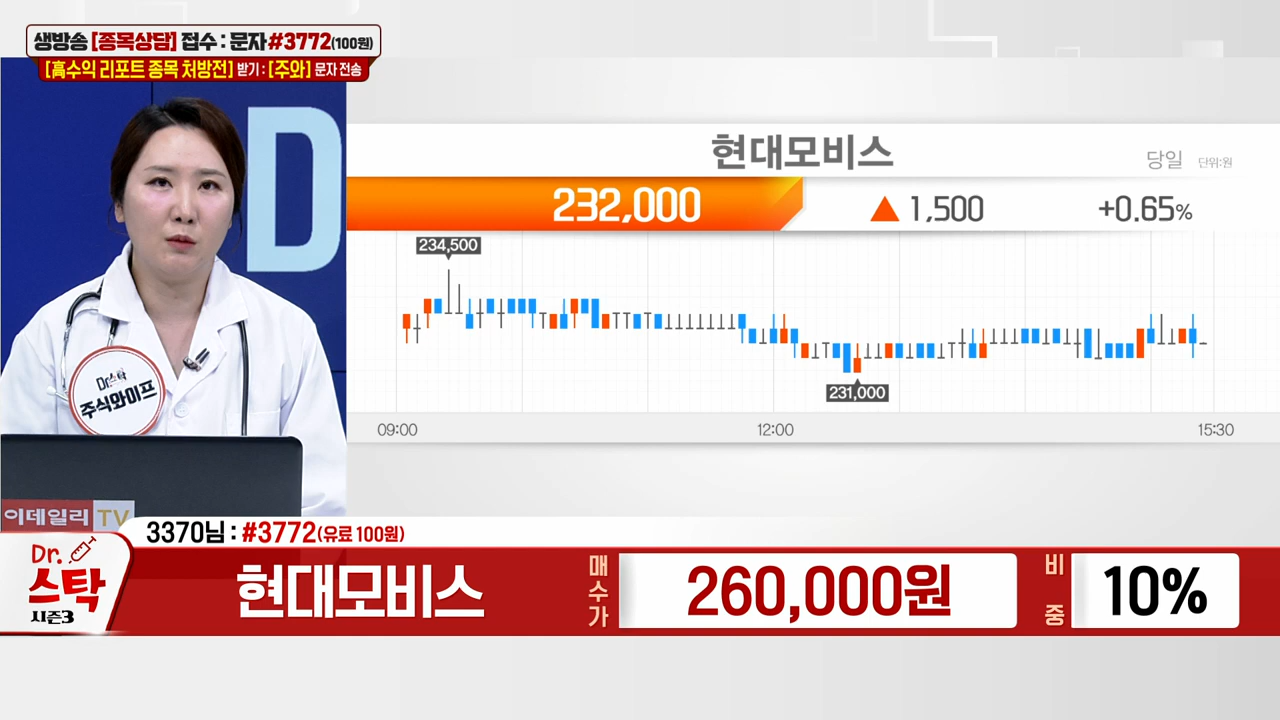 생방송 [종목상담] 접수 : 문자#3772(100원)
[高수익 리포트 종목 처방전] 받기 : [주와] 문자 전송
D
현대모비스
당일 단위:원
232,000 ▲ 1,500 +0.65%
234,500
231,000
09:00 12:00 15:30
Dr.스탁
주식와이프
이데일리 TV
3370님 : #3772(유료 100원)
Dr.
스탁
시즌3
현대모비스 매수가 260,000원 비중 10%